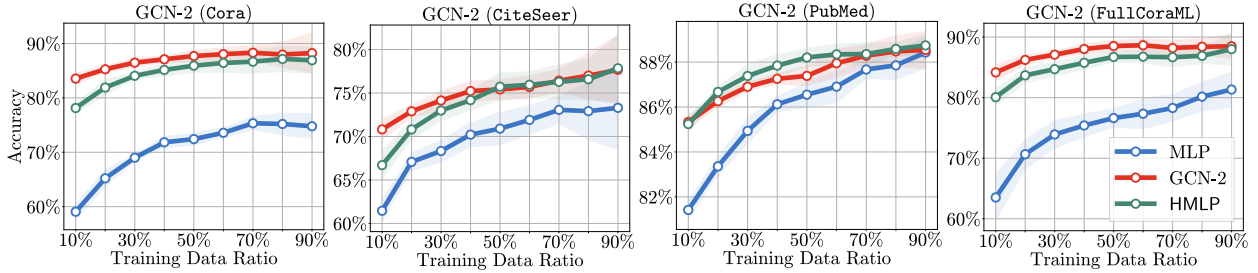 GCN-2 (Cora)
Accuracy
90%
80%
70%
60%
10% 30% 50% 70% 90%
Training Data Ratio
GCN-2 (CiteSeer)
80%
75%
70%
65%
60%
10% 30% 50% 70% 90%
Training Data Ratio
GCN-2 (PubMed)
88%
86%
84%
82%
10% 30% 50% 70% 90%
Training Data Ratio
GCN-2 (FullCoraML)
90%
80%
70%
60%
MLP
GCN-2
HMLP
10% 30% 50% 70% 90%
Training Data Ratio